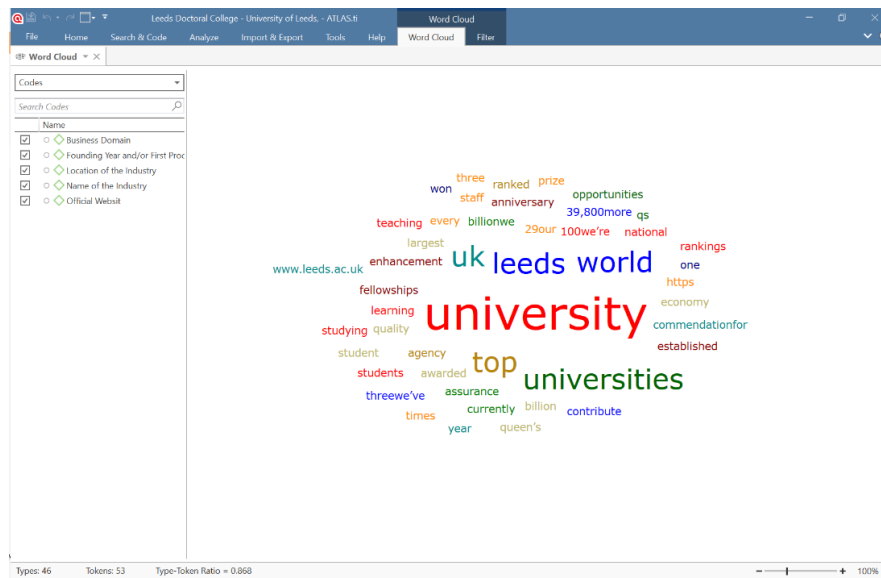 Leeds Doctoral College - University of Leeds. - ATLAS.ti
Word Cloud
File Home Search & Code Analyze Import & Export Tools Help Word Cloud Filter
Word Cloud
Codes
Search Codes
Name
Business Domain
Founding Year and/or First Proc
Location of the Industry
Name of the Industry
Official Websit
three
won ranked prize
staff anniversary opportunities
39,800more qs
teaching every billionwe 29our 100we're national
largest rankings
enhancement uk leeds world one
www.leeds.ac.uk
https
fellowships
economy
learning university
studying quality commendationfor
student agency top established
students awarded universities
threewe've assurance
times currently billion contribute
year queen's
Types: 46 Tokens: 53 Type-Token Ratio = 0.868
100%